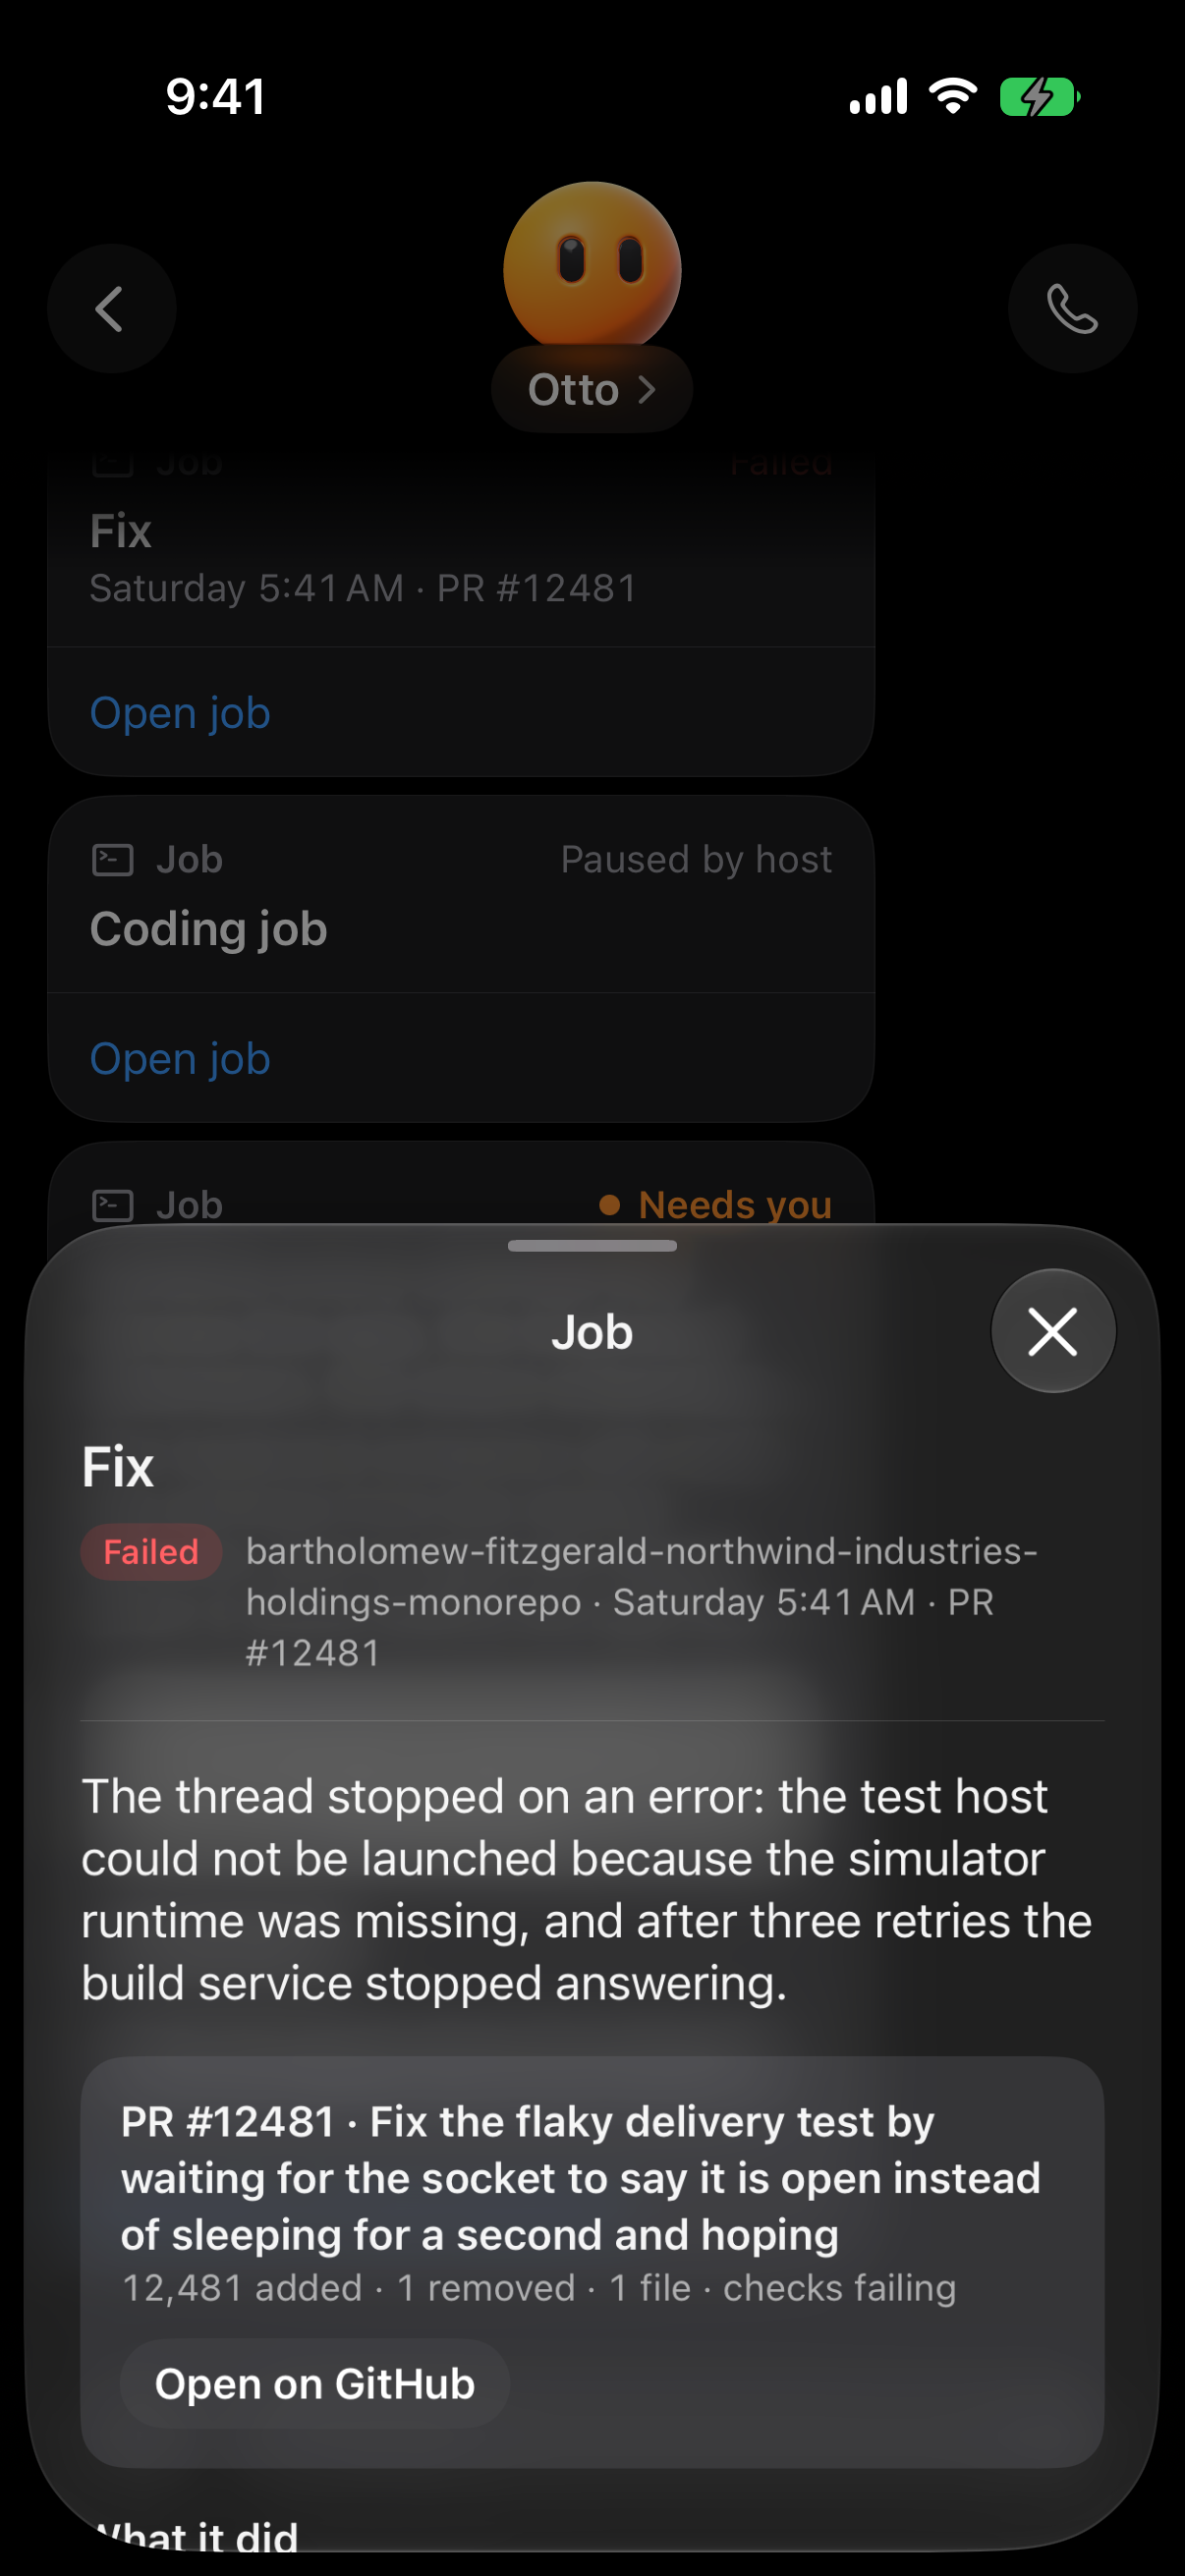 9:41
Otto
Job Failed
Fix
Saturday 5:41 AM · PR #12481
Open job
Job Paused by host
Coding job
Open job
Job Needs you
Job
Fix
Failed
bartholomew-fitzgerald-northwind-industries-
holdings-monorepo · Saturday 5:41 AM · PR
#12481
The thread stopped on an error: the test host
could not be launched because the simulator
runtime was missing, and after three retries the
build service stopped answering.
PR #12481 · Fix the flaky delivery test by
waiting for the socket to say it is open instead
of sleeping for a second and hoping
12,481 added · 1 removed · 1 file · checks failing
Open on GitHub
What it did